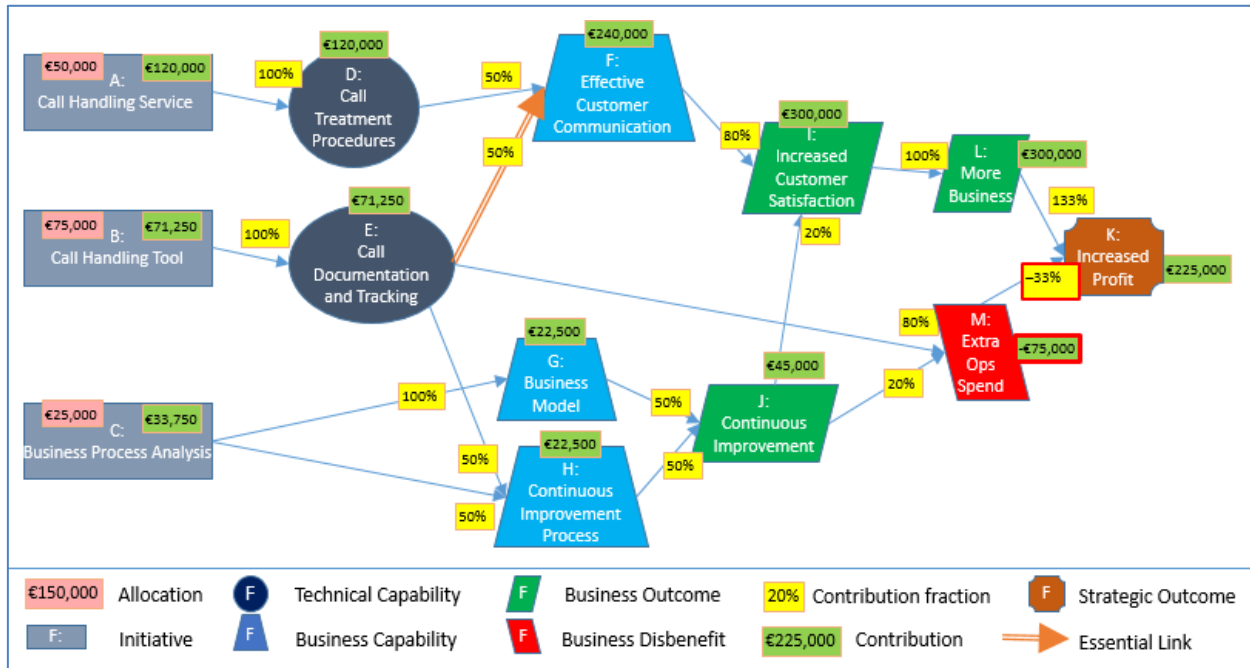 €50,000
€120,000
A:
Call Handling Service
100%
€120,000
D:
Call
Treatment
Procedures
50%
€240,000
F:
Effective
Customer
Communication
50%
80%
€300,000
I:
Increased
Customer
Satisfaction
100%
L:
More
Business
€300,000
133%
€75,000
€71,250
B:
Call Handling Tool
100%
€71,250
E:
Call
Documentation
and Tracking
20%
K:
Increased
Profit
€225,000
–33%
80%
M:
Extra
Ops
Spend
-€75,000
€25,000
€33,750
C:
Business Process Analysis
100%
€22,500
G:
Business
Model
50%
€45,000
J:
Continuous
Improvement
20%
50%
50%
€22,500
H:
Continuous
Improvement
Process
50%
€150,000 Allocation
F Technical Capability
F Business Outcome
20% Contribution fraction
F Strategic Outcome
F: Initiative
F Business Capability
F Business Disbenefit
€225,000 Contribution
Essential Link